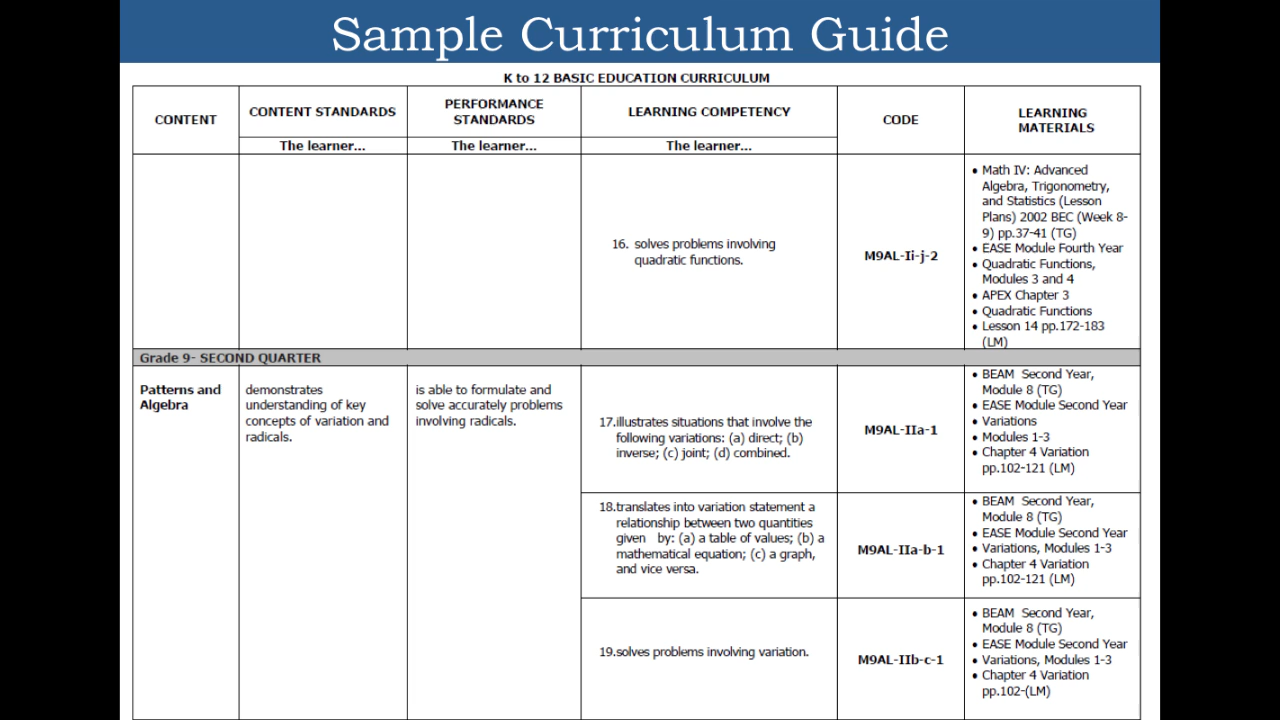 Sample Curriculum Guide
K to 12 BASIC EDUCATION CURRICULUM
CONTENT
CONTENT STANDARDS
PERFORMANCE
STANDARDS
LEARNING COMPETENCY
CODE
LEARNING
MATERIALS
The learner...
The learner...
The learner...
16. solves problems involving
quadratic functions.
M9AL-Ii-j-2
• Math IV: Advanced
Algebra, Trigonometry,
and Statistics (Lesson
Plans) 2002 BEC (Week 8-
9) pp.37-41 (TG)
• EASE Module Fourth Year
• Quadratic Functions,
Modules 3 and 4
• APEX Chapter 3
• Quadratic Functions
• Lesson 14 pp.172-183
(LM)
Grade 9- SECOND QUARTER
Patterns and
Algebra
demonstrates
understanding of key
concepts of variation and
radicals.
is able to formulate and
solve accurately problems
involving radicals.
17.illustrates situations that involve the
following variations: (a) direct; (b)
inverse; (c) joint; (d) combined.
M9AL-IIa-1
• BEAM Second Year,
Module 8 (TG)
• EASE Module Second Year
• Variations
• Modules 1-3
• Chapter 4 Variation
pp.102-121 (LM)
18.translates into variation statement a
relationship between two quantities
given by: (a) a table of values; (b) a
mathematical equation; (c) a graph,
and vice versa.
M9AL-IIa-b-1
• BEAM Second Year,
Module 8 (TG)
• EASE Module Second Year
• Variations, Modules 1-3
• Chapter 4 Variation
pp.102-121 (LM)
19.solves problems involving variation.
M9AL-IIb-c-1
• BEAM Second Year,
Module 8 (TG)
• EASE Module Second Year
• Variations, Modules 1-3
• Chapter 4 Variation
pp.102-(LM)